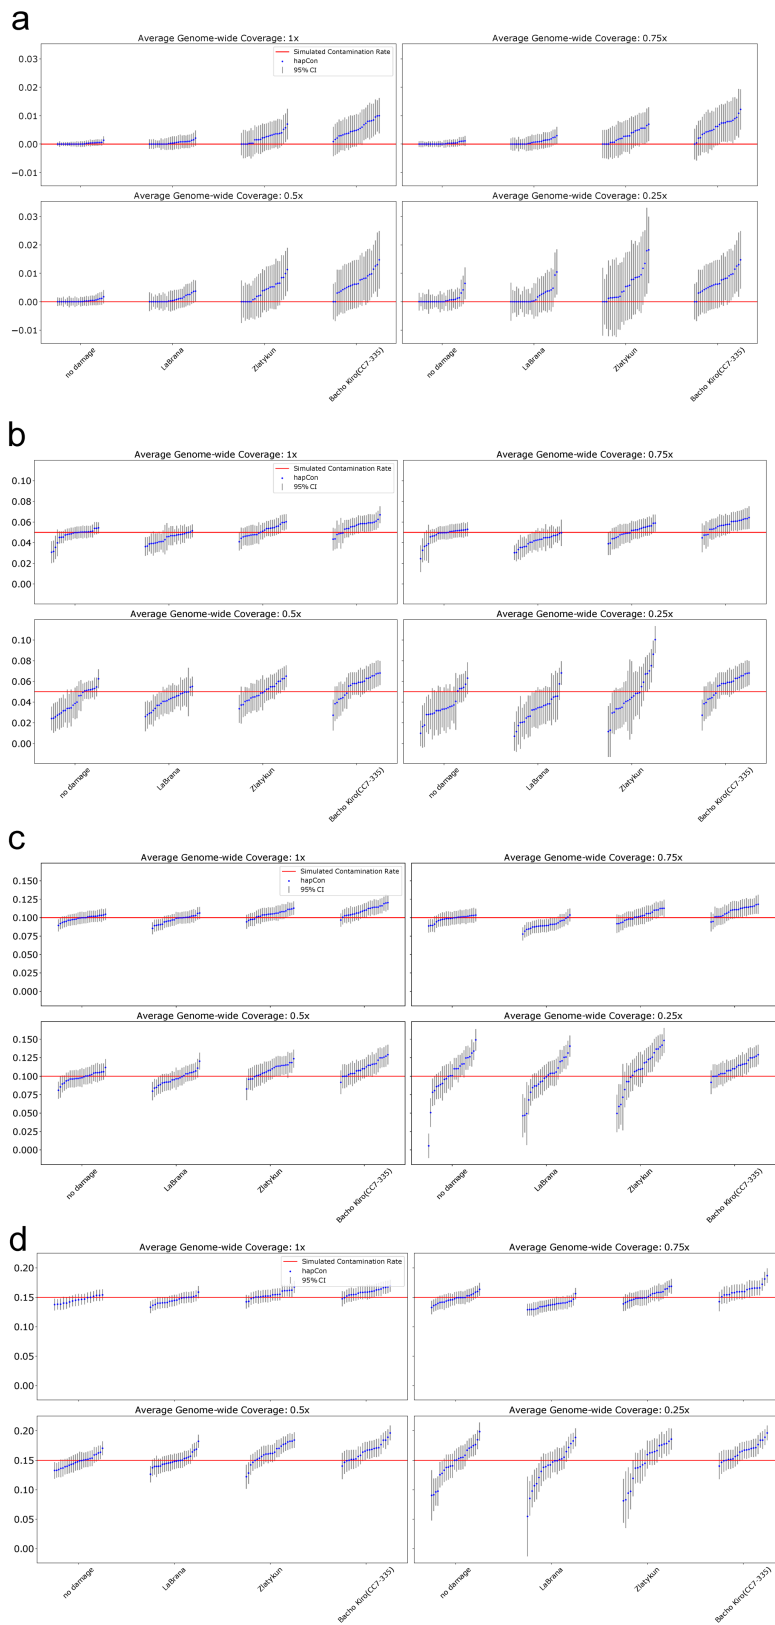 a
Average Genome-wide Coverage: 1x
Average Genome-wide Coverage: 0.75x
Simulated Contamination Rate
hapCon
95% CI
0.03
0.02
0.01
0.00
−0.01
Average Genome-wide Coverage: 0.5x
Average Genome-wide Coverage: 0.25x
0.03
0.02
0.01
0.00
−0.01
no damage
LaBrana
Zlatykun
Bacho Kiro(CC7-335)
no damage
LaBrana
Zlatykun
Bacho Kiro(CC7-335)
b
Average Genome-wide Coverage: 1x
Average Genome-wide Coverage: 0.75x
Simulated Contamination Rate
hapCon
95% CI
0.10
0.08
0.06
0.04
0.02
0.00
Average Genome-wide Coverage: 0.5x
Average Genome-wide Coverage: 0.25x
0.10
0.08
0.06
0.04
0.02
0.00
no damage
LaBrana
Zlatykun
Bacho Kiro(CC7-335)
no damage
LaBrana
Zlatykun
Bacho Kiro(CC7-335)
c
Average Genome-wide Coverage: 1x
Average Genome-wide Coverage: 0.75x
Simulated Contamination Rate
hapCon
95% CI
0.150
0.125
0.100
0.075
0.050
0.025
0.000
Average Genome-wide Coverage: 0.5x
Average Genome-wide Coverage: 0.25x
0.150
0.125
0.100
0.075
0.050
0.025
0.000
no damage
LaBrana
Zlatykun
Bacho Kiro(CC7-335)
no damage
LaBrana
Zlatykun
Bacho Kiro(CC7-335)
d
Average Genome-wide Coverage: 1x
Average Genome-wide Coverage: 0.75x
Simulated Contamination Rate
hapCon
95% CI
0.20
0.15
0.10
0.05
0.00
Average Genome-wide Coverage: 0.5x
Average Genome-wide Coverage: 0.25x
0.20
0.15
0.10
0.05
0.00
no damage
LaBrana
Zlatykun
Bacho Kiro(CC7-335)
no damage
LaBrana
Zlatykun
Bacho Kiro(CC7-335)